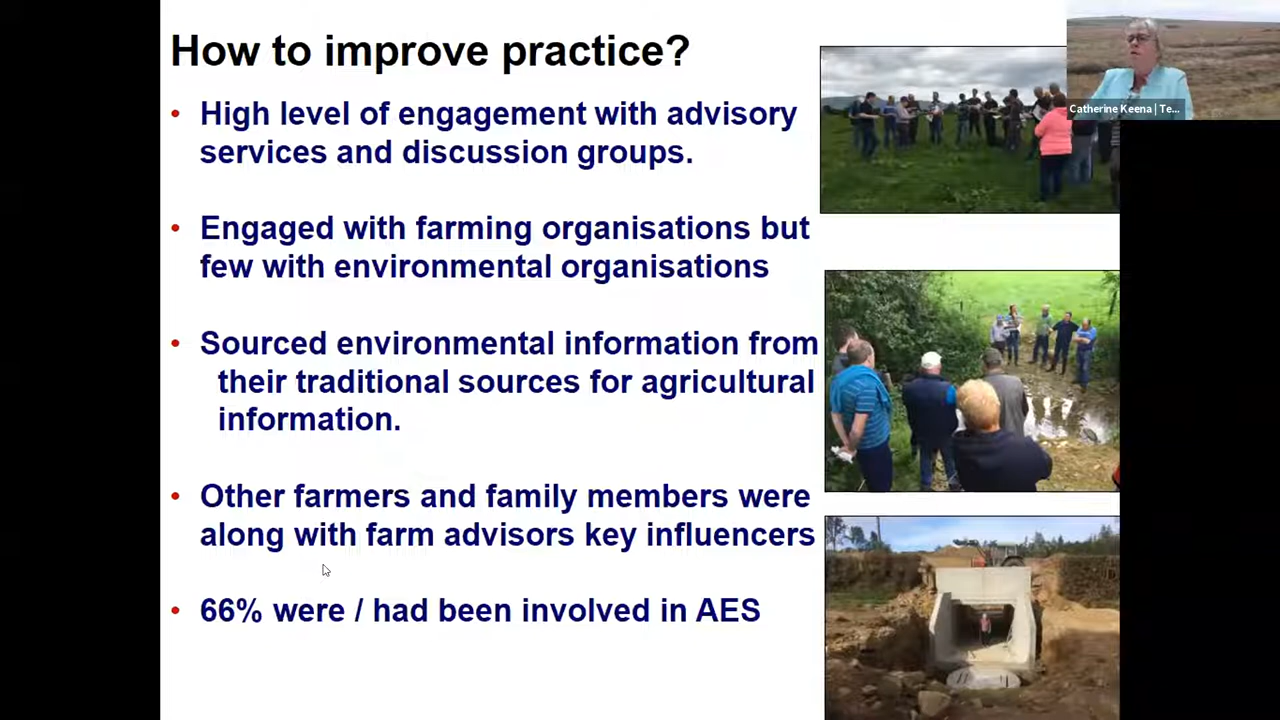 How to improve practice?
• High level of engagement with advisory
services and discussion groups.
• Engaged with farming organisations but
few with environmental organisations
• Sourced environmental information from
their traditional sources for agricultural
information.
• Other farmers and family members were
along with farm advisors key influencers
• 66% were / had been involved in AES
Catherine Keena | Te...